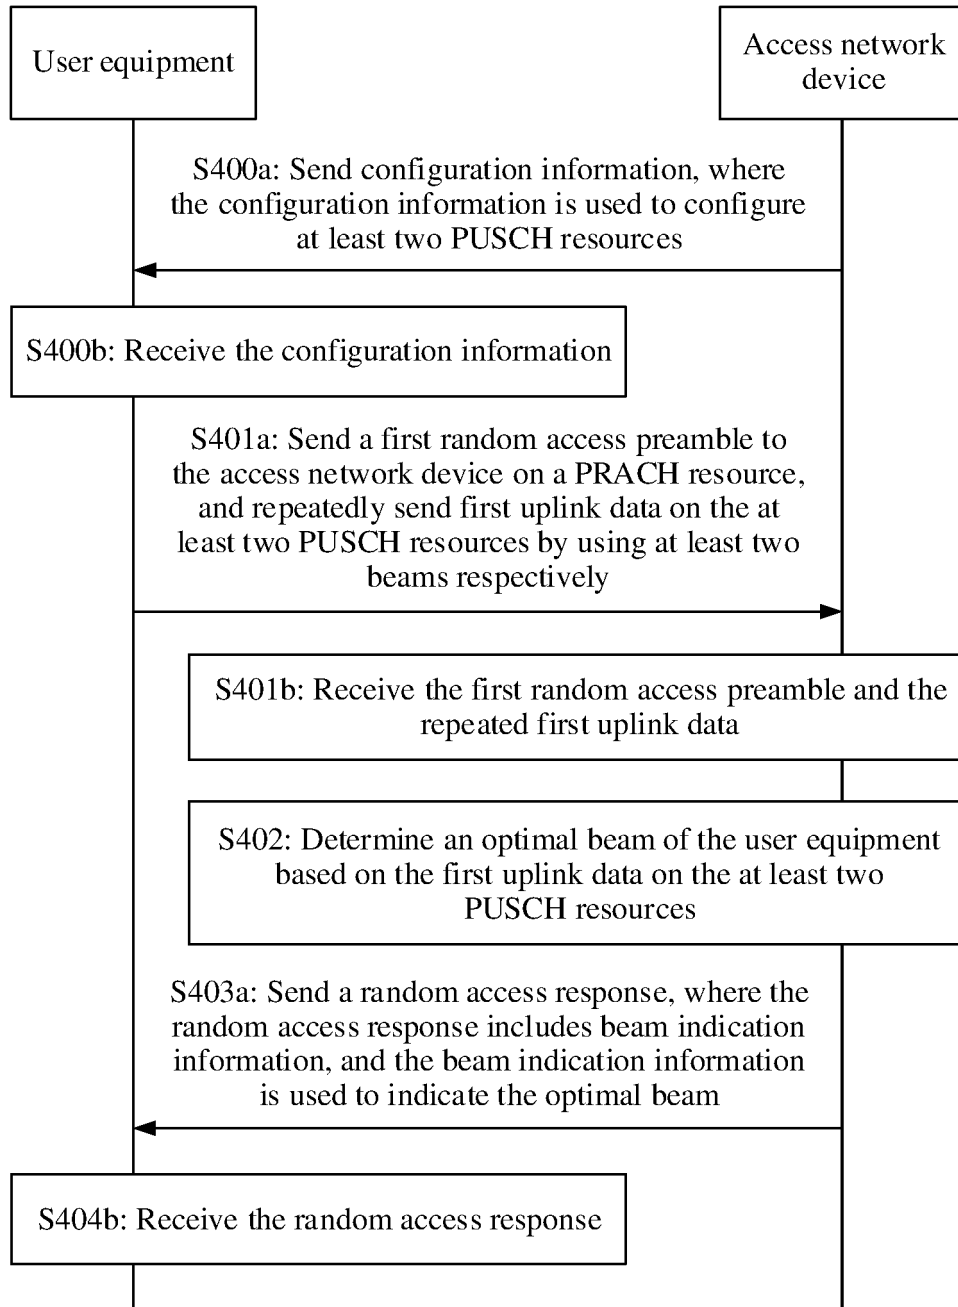 User equipment
Access network
device
S400a: Send configuration information, where
the configuration information is used to configure
at least two PUSCH resources
S400b: Receive the configuration information
S401a: Send a first random access preamble to
the access network device on a PRACH resource,
and repeatedly send first uplink data on the at
least two PUSCH resources by using at least two
beams respectively
S401b: Receive the first random access preamble and the
repeated first uplink data
S402: Determine an optimal beam of the user equipment
based on the first uplink data on the at least two
PUSCH resources
S403a: Send a random access response, where the
random access response includes beam indication
information, and the beam indication information
is used to indicate the optimal beam
S404b: Receive the random access response